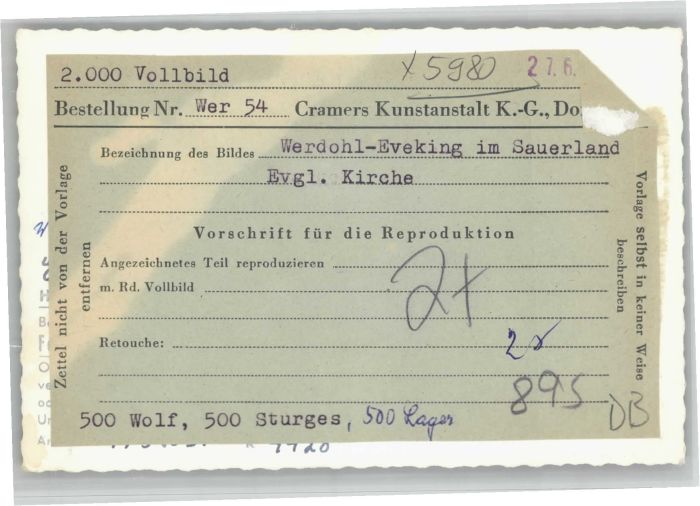 2.000 Vollbild x5980 27.6.
Bestellung Nr. Wer 54 Cramers Kunstanstalt K.-G., Do
Bezeichnung des Bildes Werdohl-Eveking im Sauerland
Evgl. Kirche
Vorschrift für die Reproduktion
Angezeichnetes Teil reproduzieren
m. Rd. Vollbild
2+
Retouche:
895
DB
500 Wolf, 500 Sturges, 500 Lager
Zettel nicht von der Vorlage
entfernen
Vorlage selbst in keiner Weise
beschreiben